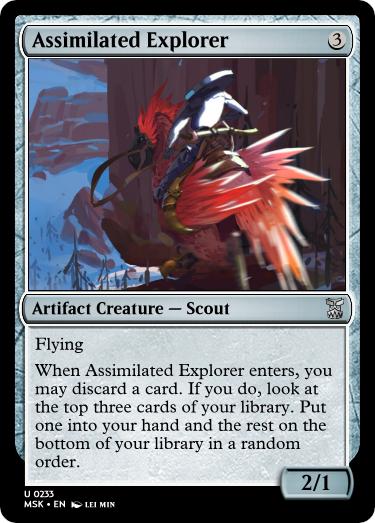 Assimilated Explorer
3
Artifact Creature — Scout
Flying
When Assimilated Explorer enters, you
may discard a card. If you do, look at
the top three cards of your library. Put
one into your hand and the rest on the
bottom of your library in a random
order.
2/1
U 0233
MSK • EN LEI MIN